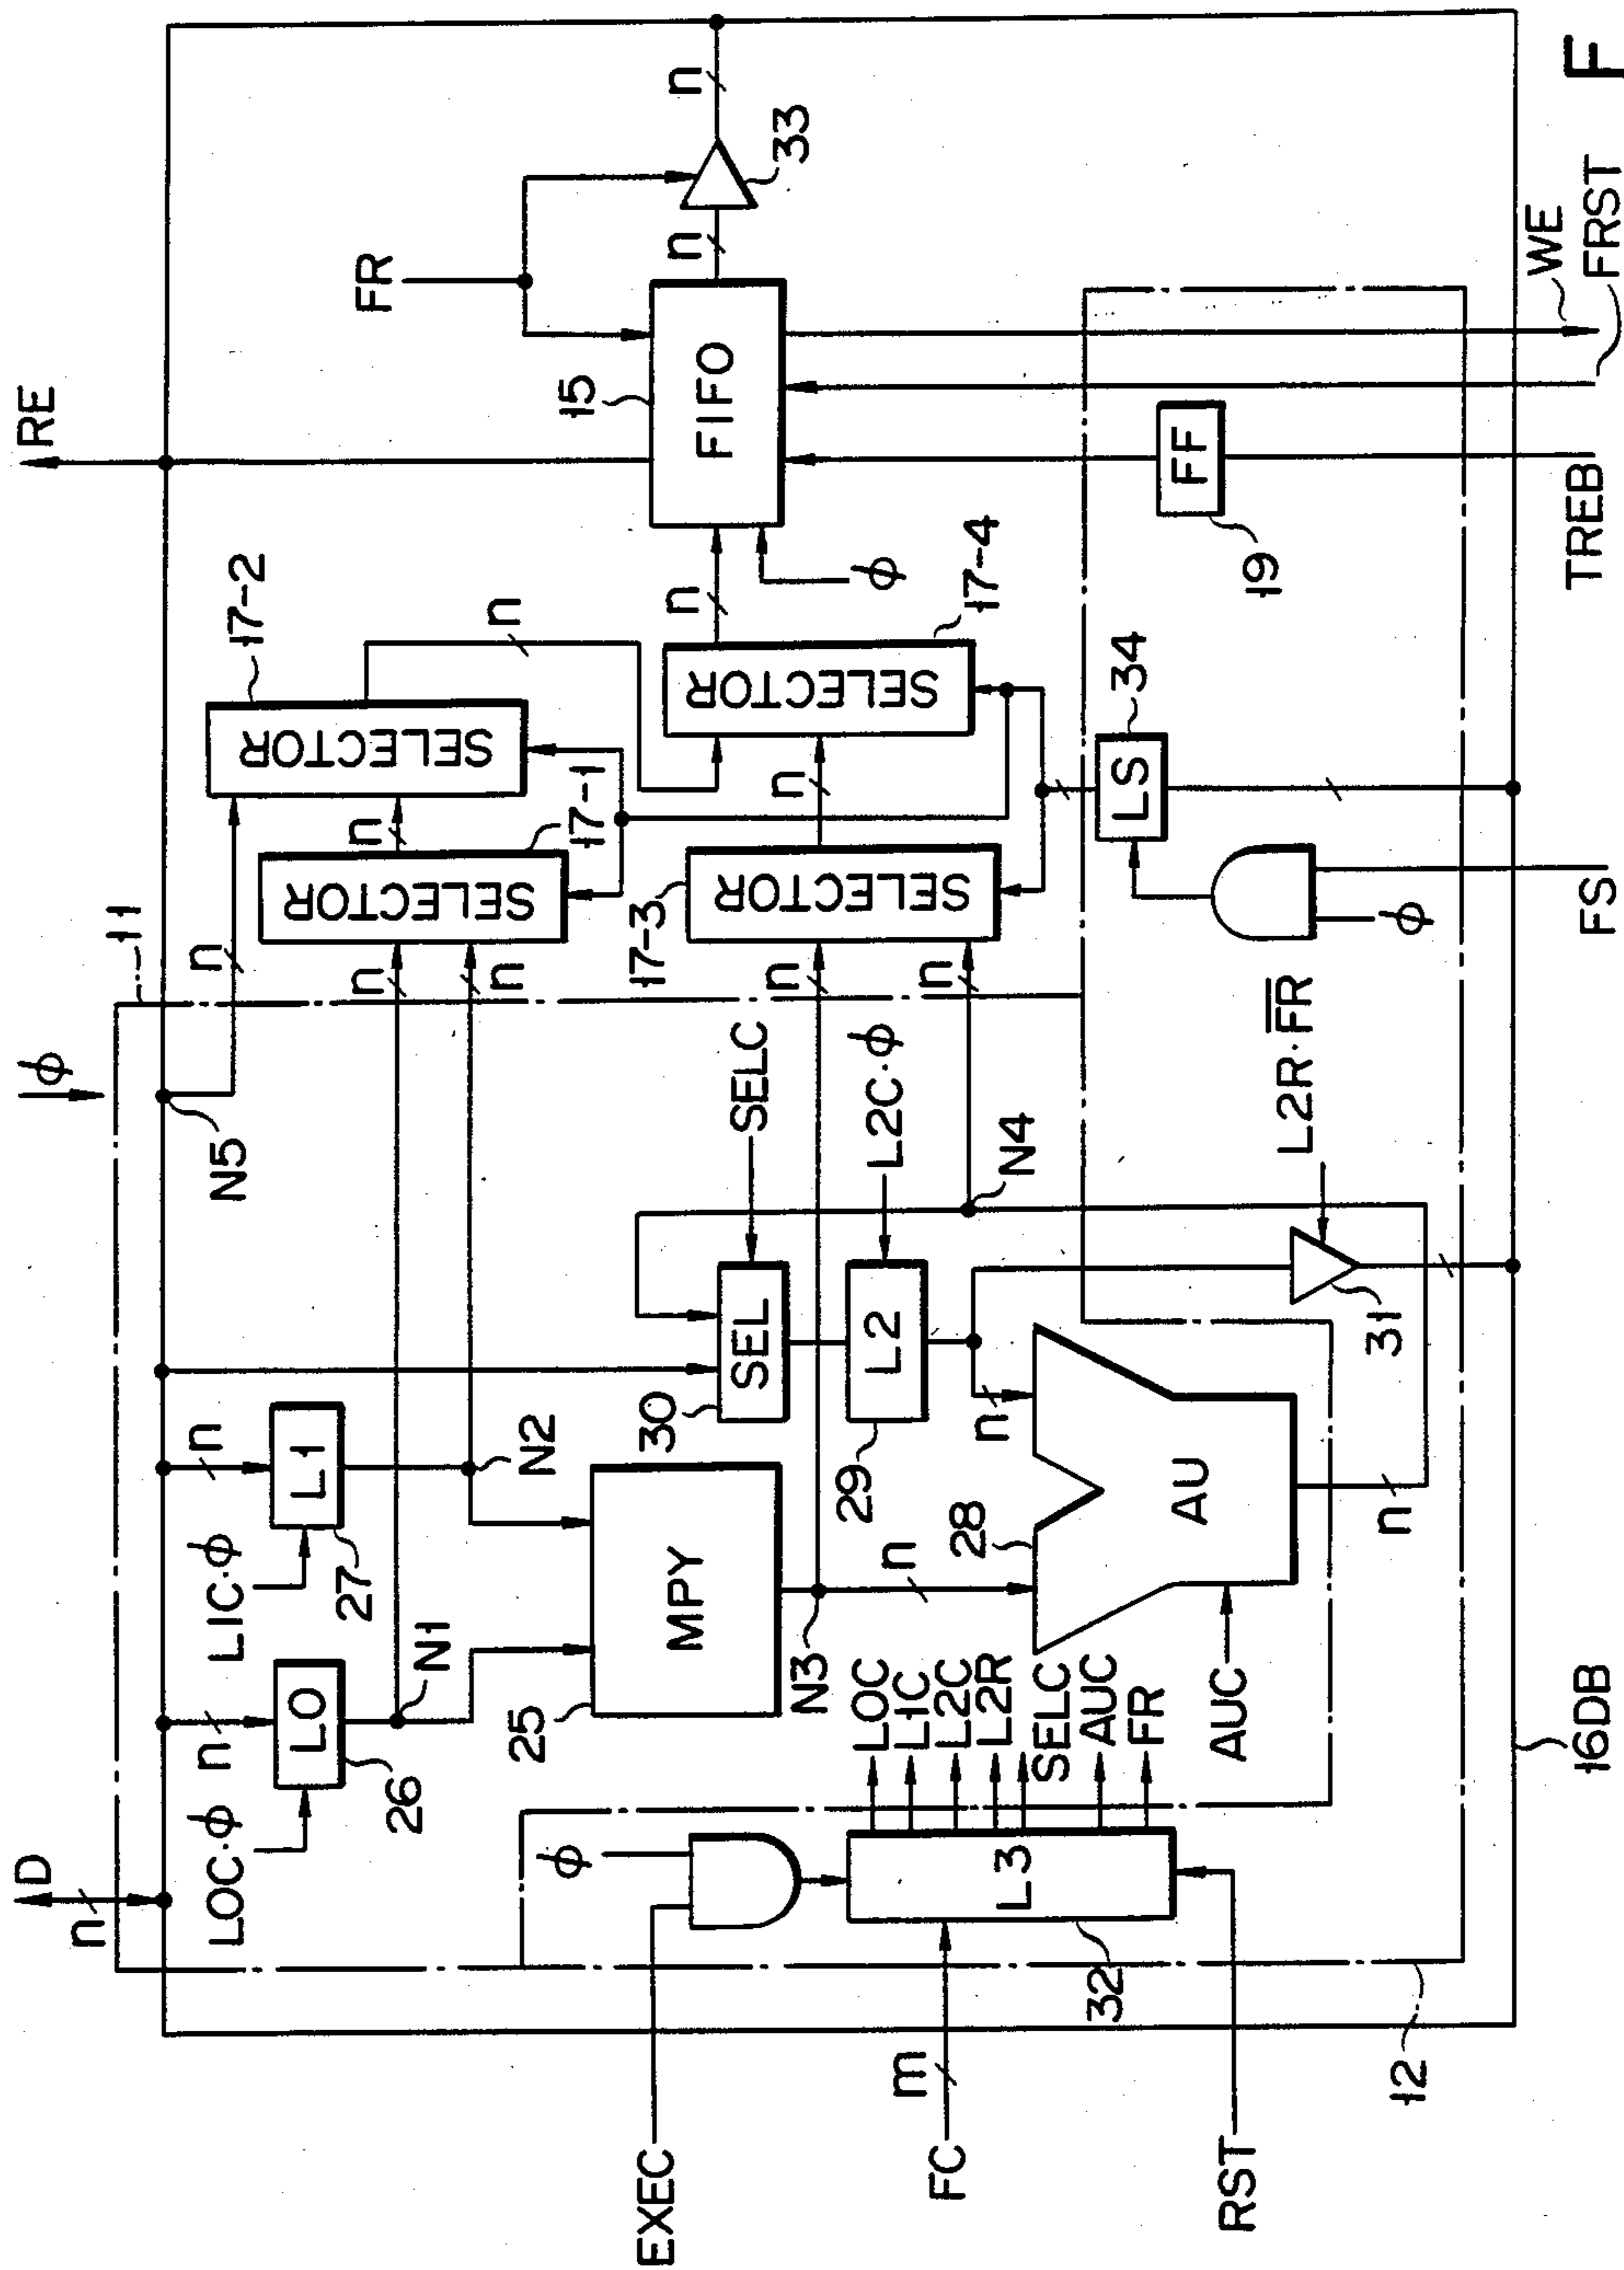 D
n
φ
RE
11
LOC·φ
n
LO
26
LIC·φ
n
L1
27
N5
n
17-2
SELECTOR
n
FR
N1
N2
n
n
SELECTOR
17-1
n
25
MPY
30
SEL
SELC
17-3
SELECTOR
n
SELECTOR
17-4
n
15
FIFO
n
33
n
φ
EXEC
φ
N3
n
n
n
L2
29
L2C·φ
N4
FC
m
L3
32
LOC
L1C
L2C
L2R
SELC
AUC
FR
28
AU
n
AUC
n
31
L2R·F̅R̅
LS
34
FF
19
RST
12
16DB
φ
FS
TREB
WE
FRST
F